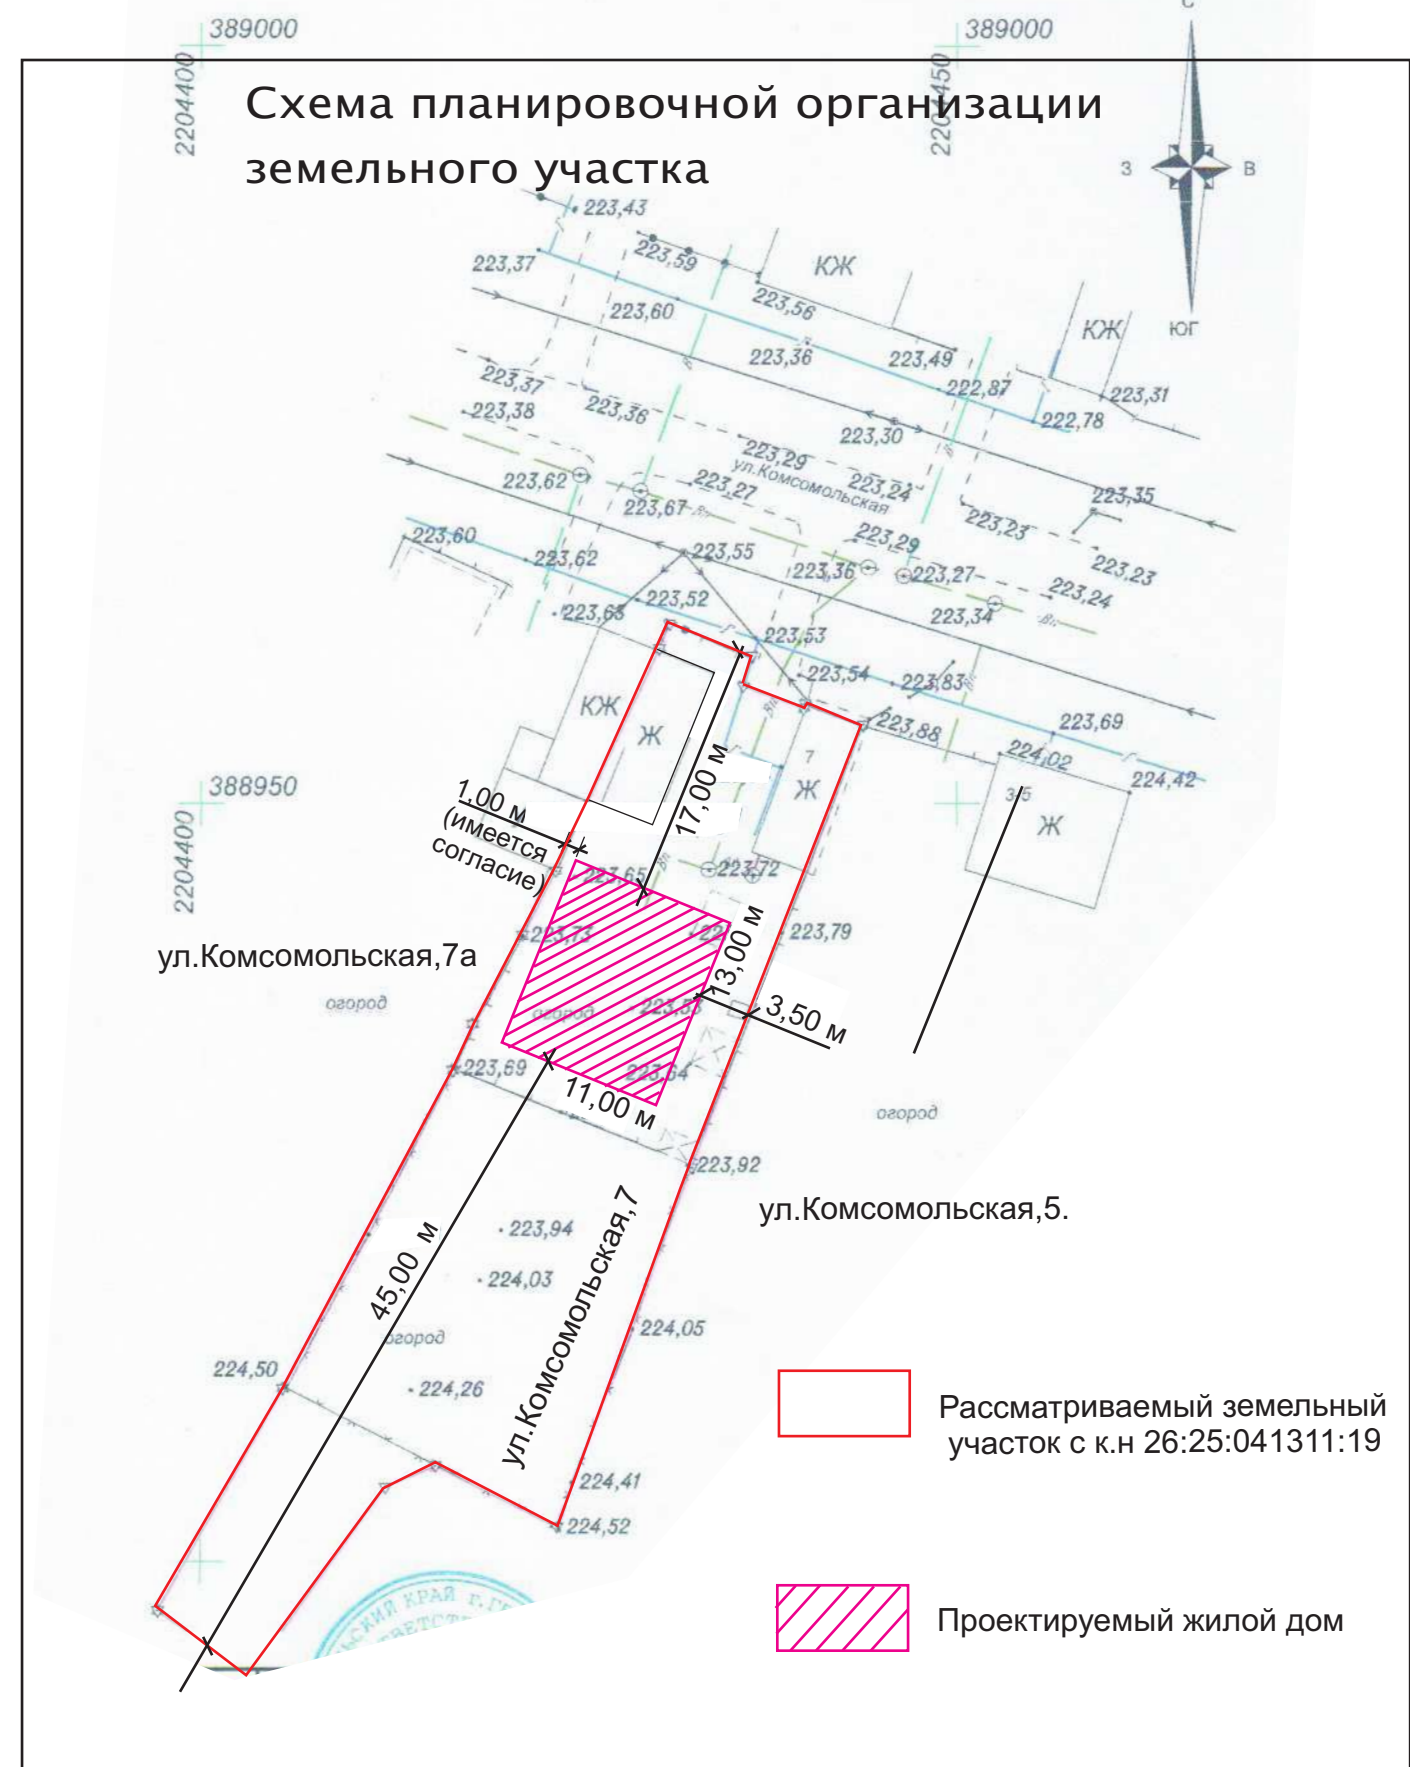 389000
389000
С
2204400
2204450
Схема планировочной организации
земельного участка
З
В
ЮГ
223,43
223,37
223,59
КЖ
223,56
223,60
КЖ
223,36
223,49
222,87
223,31
222,78
223,37
223,38
223,36
223,30
223,29
ул.Комсомольская
223,24
223,62
223,27
223,67
223,35
223,23
223,60
223,62
223,55
223,29
223,36
223,27
223,23
223,24
223,52
223,63
223,34
223,53
223,54
223,83
223,69
223,88
224,02
224,42
КЖ
Ж
17,00 м
7
Ж
Ж
388950
2204400
1,00 м
(имеется
согласие)
223,65
223,72
223,73
13,00 м
223,79
ул.Комсомольская,7а
огород
огород
223,53
3,50 м
223,69
223,64
11,00 м
огород
223,92
ул.Комсомольская,5.
223,94
45,00 м
ул.Комсомольская,7
224,03
224,05
огород
224,50
224,26
224,41
224,52
Рассматриваемый земельный
участок с к.н 26:25:041311:19
КРАЙ
Проектируемый жилой дом